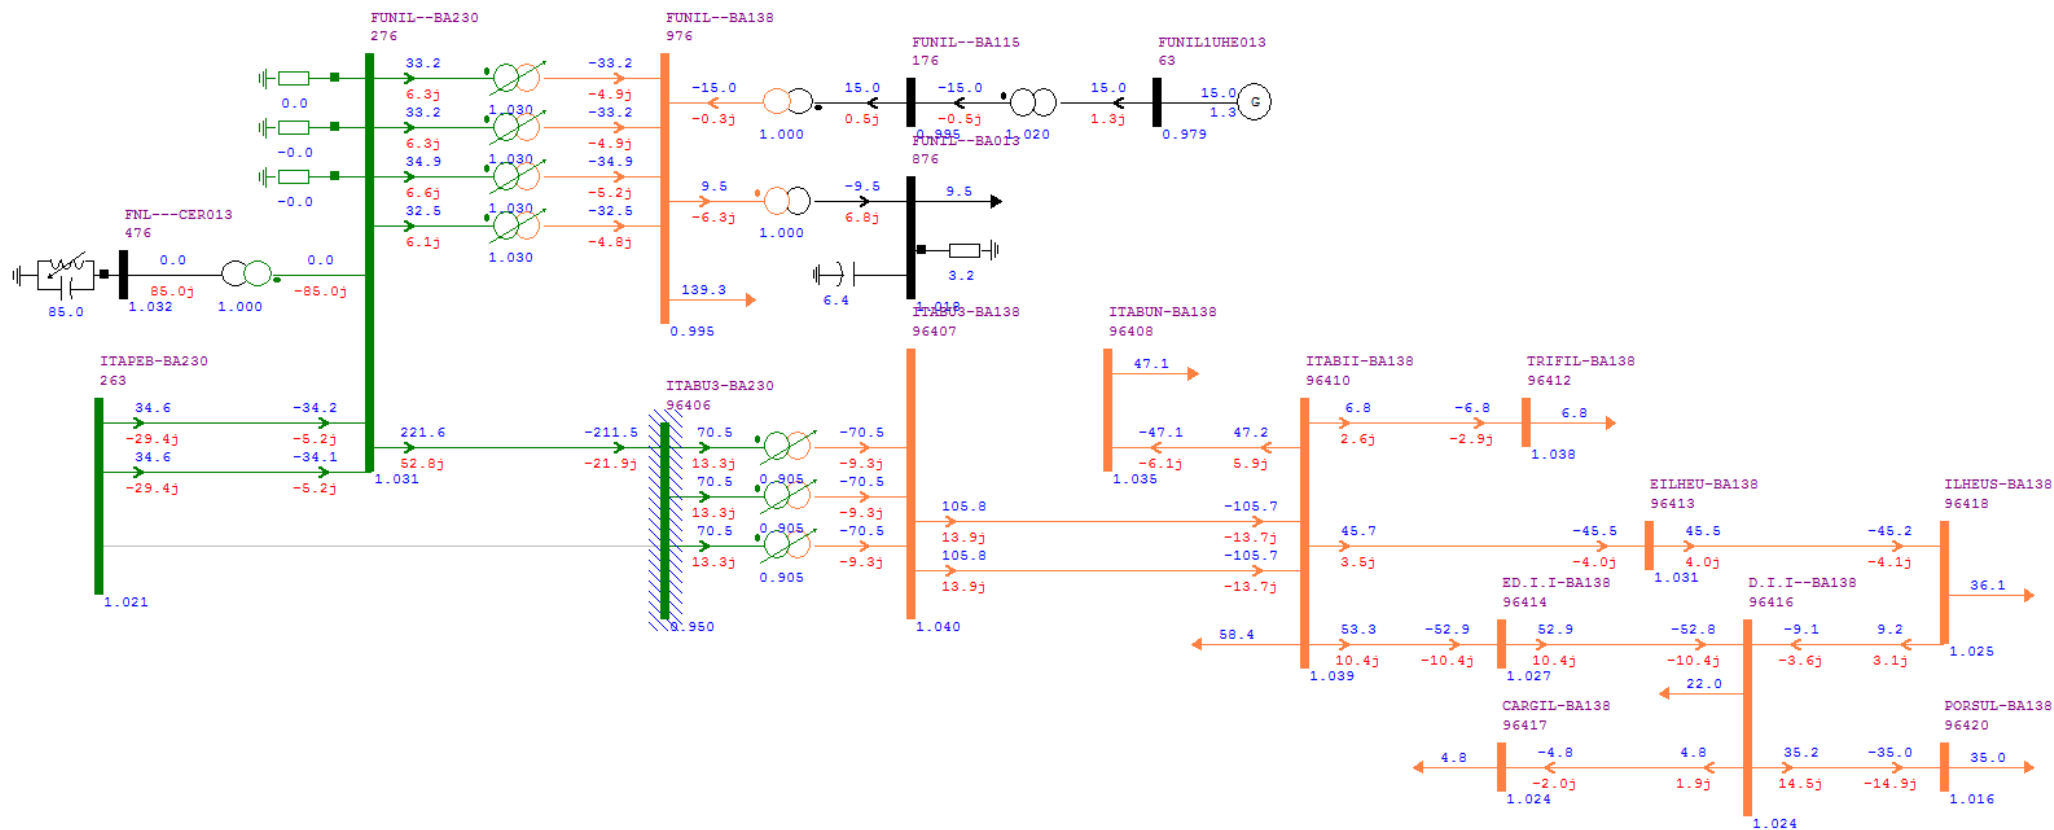 FUNIL--BA230
276
FUNIL--BA138
976
FUNIL--BA115
176
FUNIL1UHE013
63
33.2
6.3j
1.030
-33.2
-4.9j
0.0
33.2
6.3j
1.030
-33.2
-4.9j
-0.0
34.9
6.6j
1.030
-34.9
-5.2j
-0.0
32.5
6.1j
1.030
-32.5
-4.8j
-15.0
-0.3j
1.000
15.0
0.5j
0.995
-15.0
-0.5j
1.020
15.0
1.3j
0.979
15.0
1.3
G
FUNIL--BA013
876
9.5
-6.3j
1.000
-9.5
6.8j
9.5
3.2
6.4
1.018
139.3
0.995
FNL---CER013
476
85.0
0.0
85.0j
1.032
1.000
0.0
-85.0j
ITAPEB-BA230
263
34.6
-29.4j
-34.2
-5.2j
34.6
-29.4j
-34.1
-5.2j
1.021
1.031
221.6
52.8j
-211.5
-21.9j
ITABU3-BA230
96406
70.5
13.3j
0.905
-70.5
-9.3j
70.5
13.3j
0.905
-70.5
-9.3j
70.5
13.3j
0.905
-70.5
-9.3j
0.950
ITABU3-BA138
96407
105.8
13.9j
-105.7
-13.7j
105.8
13.9j
-105.7
-13.7j
1.040
ITABUN-BA138
96408
47.1
-47.1
-6.1j
47.2
5.9j
1.035
ITABII-BA138
96410
6.8
2.6j
-6.8
-2.9j
TRIFIL-BA138
96412
6.8
1.038
45.7
3.5j
-45.5
-4.0j
EILHEU-BA138
96413
45.5
4.0j
1.031
-45.2
-4.1j
ILHEUS-BA138
96418
36.1
1.025
58.4
53.3
10.4j
1.039
-52.9
-10.4j
ED.I.I-BA138
96414
52.9
10.4j
1.027
-52.8
-10.4j
D.I.I--BA138
96416
-9.1
-3.6j
9.2
3.1j
22.0
CARGIL-BA138
96417
4.8
-4.8
-2.0j
1.024
4.8
1.9j
35.2
14.5j
1.024
-35.0
-14.9j
PORSUL-BA138
96420
35.0
1.016